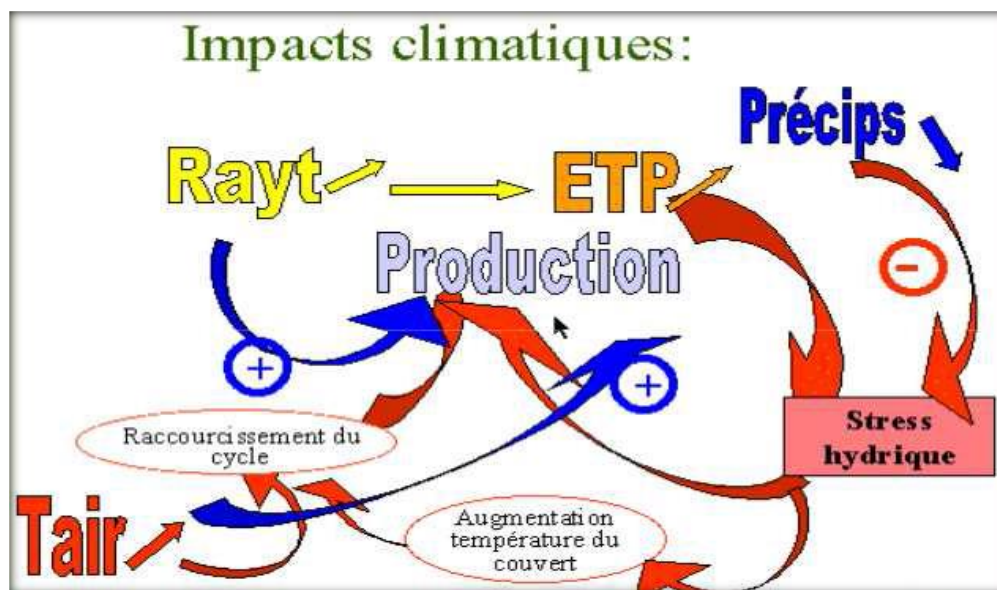 Impacts climatiques:
Précips
Rayt
ETP
Production
−
+
+
Stress
hydrique
Raccourcissement du
cycle
Tair
Augmentation
température du
couvert